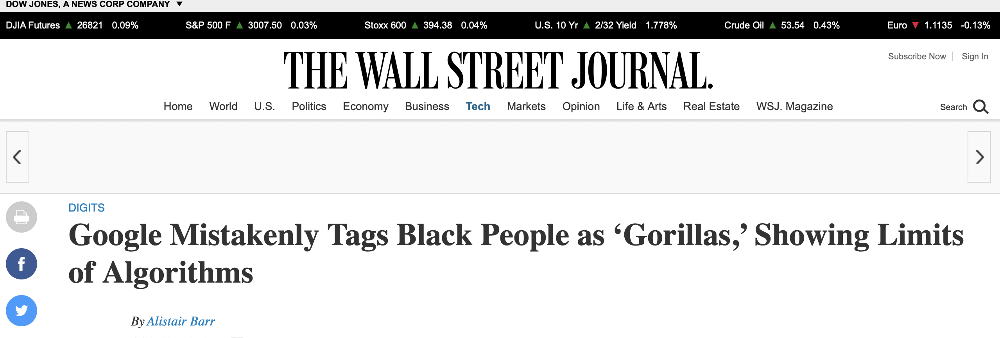 DOW JONES, A NEWS CORP COMPANY ▼
DJIA Futures ▲ 26821 0.09% S&P 500 F ▲ 3007.50 0.03% Stoxx 600 ▲ 394.38 0.04% U.S. 10 Yr ▲ 2/32 Yield 1.778% Crude Oil ▲ 53.54 0.43% Euro ▼ 1.1135 -0.13%
Subscribe Now | Sign In
THE WALL STREET JOURNAL.
Home World U.S. Politics Economy Business Tech Markets Opinion Life & Arts Real Estate WSJ. Magazine Search
DIGITS
Google Mistakenly Tags Black People as ‘Gorillas,’ Showing Limits
of Algorithms
By Alistair Barr